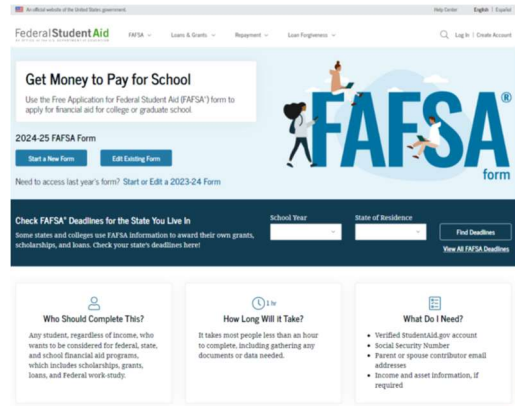 An official website of the United States government.
Help Center English | Español
Federal Student Aid
FAFSA Loans & Grants Repayment Loan Forgiveness Log In | Create Account
Get Money to Pay for School
Use the Free Application for Federal Student Aid (FAFSA®) form to
apply for financial aid for college or graduate school.
2024-25 FAFSA Form
Start a New Form Edit Existing Form
Need to access last year's form? Start or Edit a 2023-24 Form
FAFSA®
form
Check FAFSA® Deadlines for the State You Live In
Some states and colleges use FAFSA information to award their own grants,
scholarships, and loans. Check your state's deadlines here!
School Year State of Residence
Find Deadlines
View All FAFSA Deadlines
Who Should Complete This?
Any student, regardless of income, who
wants to be considered for federal, state,
and school financial aid programs,
which includes scholarships, grants,
loans, and Federal work-study.
1 hr
How Long Will it Take?
It takes most people less than an hour
to complete, including gathering any
documents or data needed.
What Do I Need?
• Verified StudentAid.gov account
• Social Security Number
• Parent or spouse contributor email
addresses
• Income and asset information, if
required